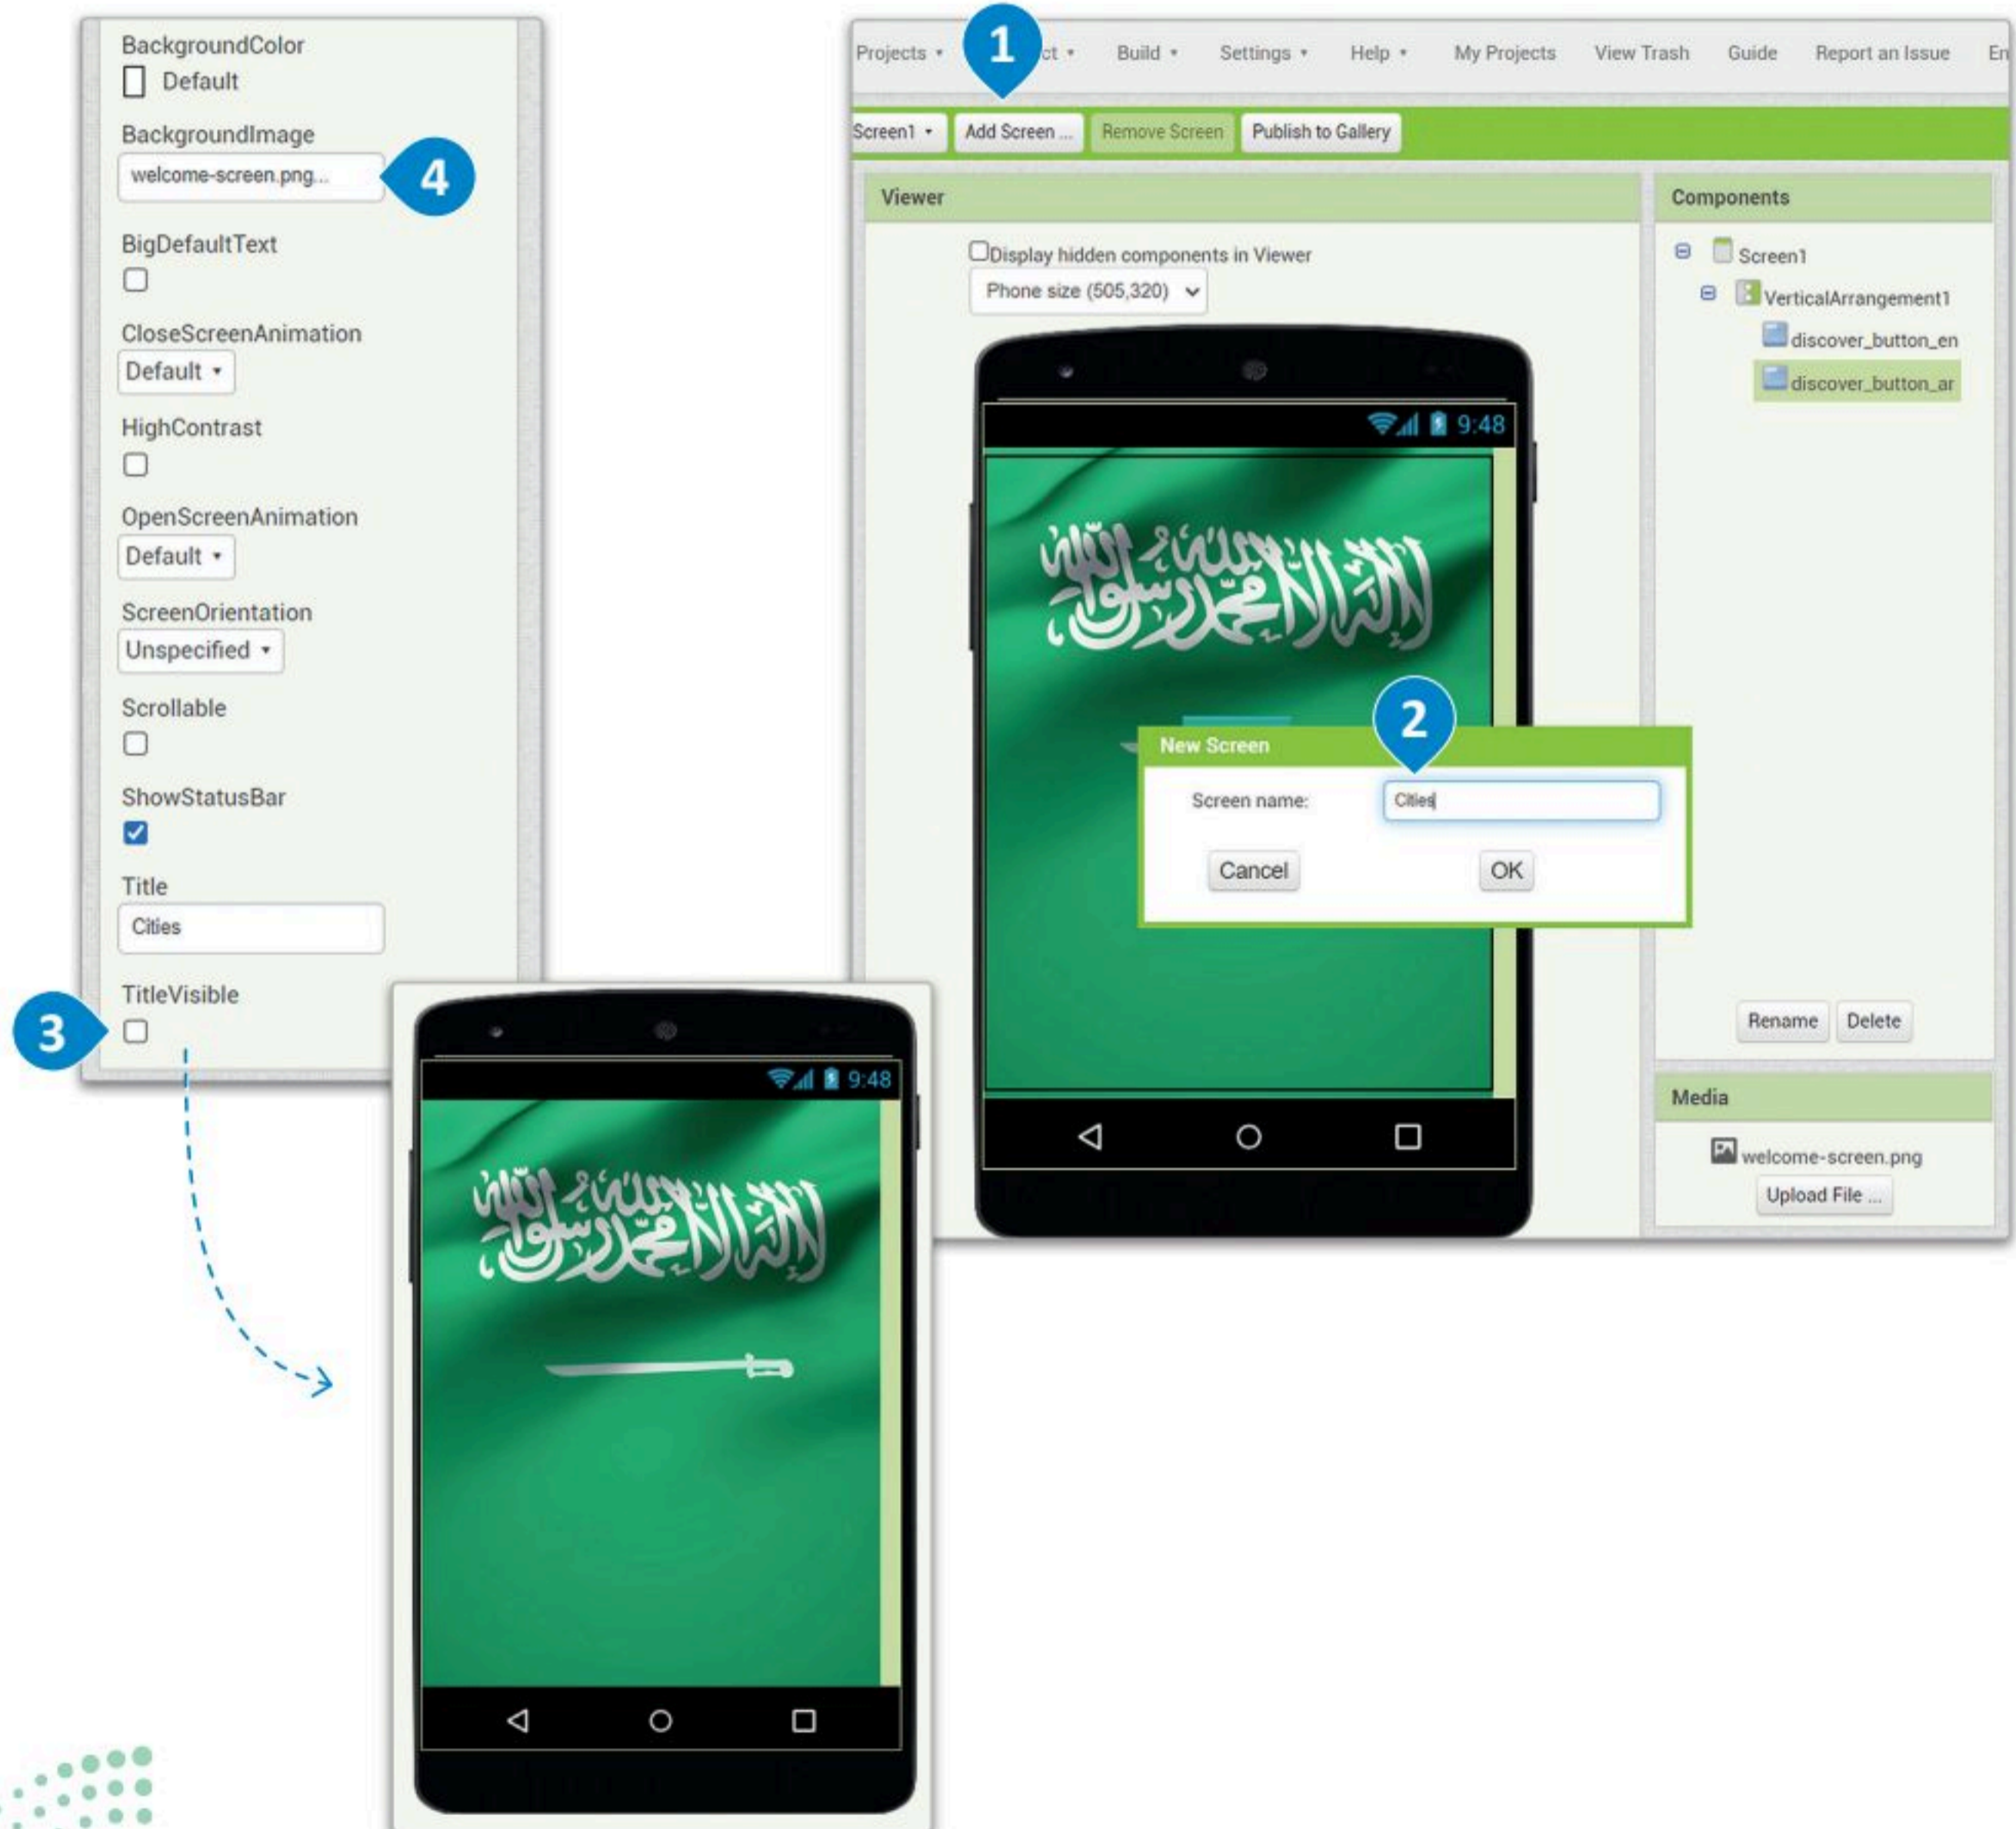 BackgroundColor
Default
BackgroundImage
welcome-screen.png...
4
BigDefaultText
CloseScreenAnimation
Default
HighContrast
OpenScreenAnimation
Default
ScreenOrientation
Unspecified
Scrollable
ShowStatusBar
Title
Cities
TitleVisible
3
9:48
لا إله إلا الله محمد رسول الله
Projects
1
ct
Build
Settings
Help
My Projects
View Trash
Guide
Report an Issue
En
Screen1
Add Screen ...
Remove Screen
Publish to Gallery
Viewer
Display hidden components in Viewer
Phone size (505,320)
9:48
لا إله إلا الله محمد رسول الله
2
New Screen
Screen name:
Cities
Cancel
OK
Components
Screen1
VerticalArrangement1
discover_button_en
discover_button_ar
Rename
Delete
Media
welcome-screen.png
Upload File ...